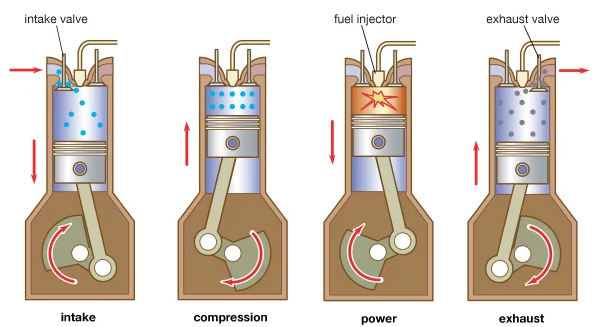 intake valve
fuel injector
exhaust valve
intake
compression
power
exhaust